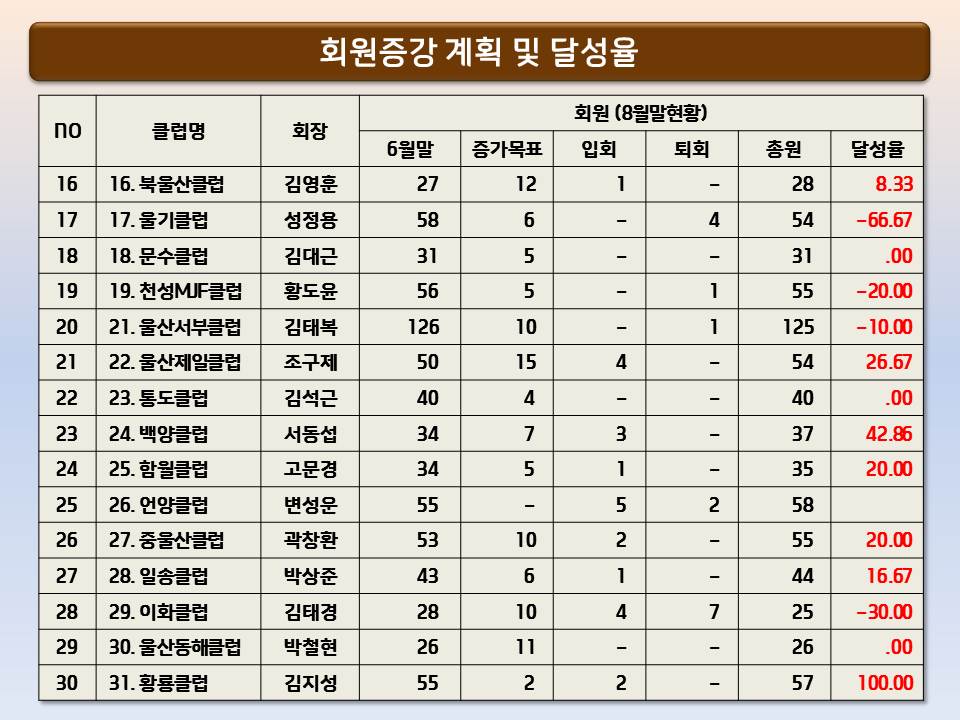 회원증강 계획 및 달성율
NO 클럽명 회장 회원 (8월말현황)
6월말 증가목표 입회 퇴회 총원 달성율
16 16. 북울산클럽 김영훈 27 12 1 - 28 8.33
17 17. 울기클럽 성정용 58 6 - 4 54 -66.67
18 18. 문수클럽 김대근 31 5 - - 31 .00
19 19. 천성MJF클럽 황도윤 56 5 - 1 55 -20.00
20 21. 울산서부클럽 김태복 126 10 - 1 125 -10.00
21 22. 울산제일클럽 조구제 50 15 4 - 54 26.67
22 23. 통도클럽 김석근 40 4 - - 40 .00
23 24. 백양클럽 서동섭 34 7 3 - 37 42.86
24 25. 함월클럽 고문경 34 5 1 - 35 20.00
25 26. 언양클럽 변성운 55 - 5 2 58
26 27. 중울산클럽 곽창환 53 10 2 - 55 20.00
27 28. 일송클럽 박상준 43 6 1 - 44 16.67
28 29. 이화클럽 김태경 28 10 4 7 25 -30.00
29 30. 울산동해클럽 박철현 26 11 - - 26 .00
30 31. 황룡클럽 김지성 55 2 2 - 57 100.00